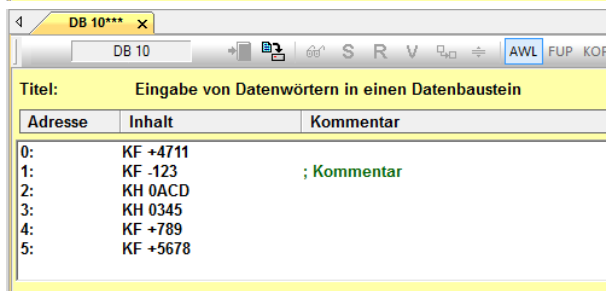 DB 10*** x
DB 10 S R V AWL FUP KOP
Titel: Eingabe von Datenwörtern in einen Datenbaustein
Adresse Inhalt Kommentar
0: KF +4711
1: KF -123 ; Kommentar
2: KH 0ACD
3: KH 0345
4: KF +789
5: KF +5678